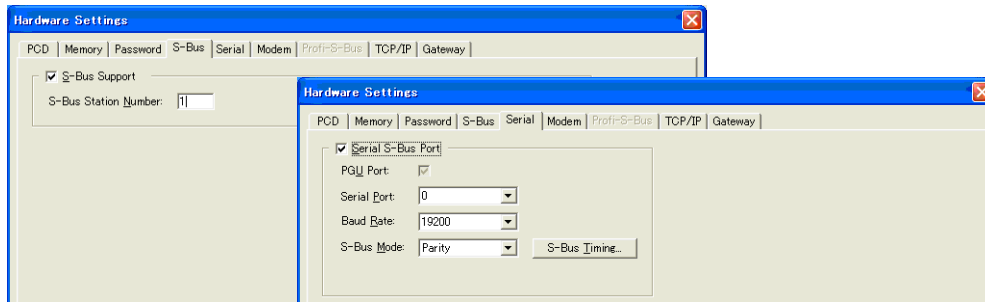 Hardware Settings
PCD Memory Password S-Bus Serial Modem Profi-S-Bus TCP/IP Gateway
S-Bus Support
S-Bus Station Number: 1
Hardware Settings
PCD Memory Password S-Bus Serial Modem Profi-S-Bus TCP/IP Gateway
Serial S-Bus Port
PGU Port:
Serial Port: 0
Baud Rate: 19200
S-Bus Mode: Parity S-Bus Timing...